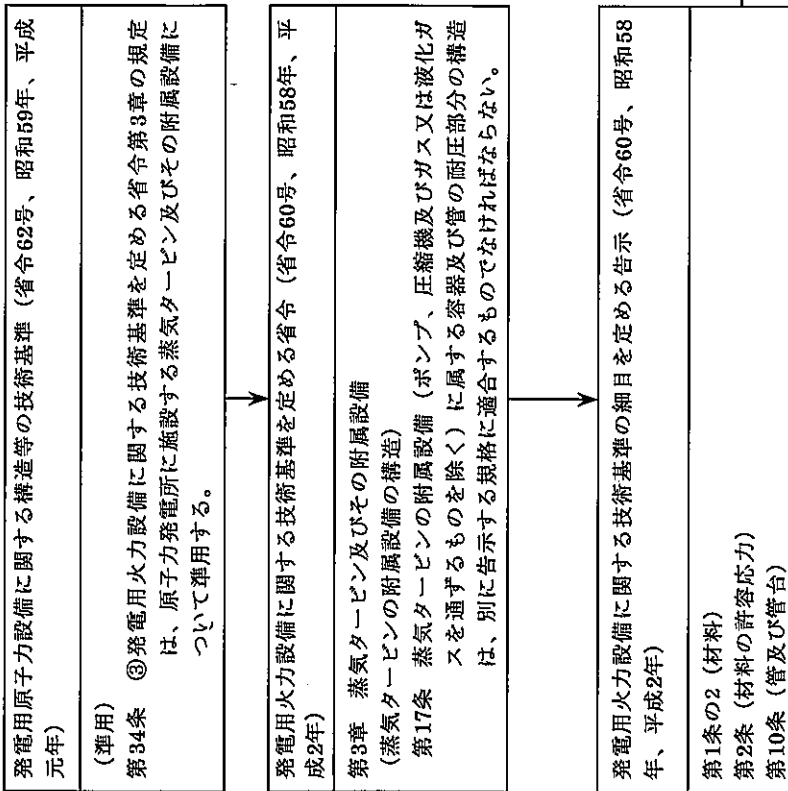 発電用原子力設備に関する構造等の技術基準（省令62号、昭和59年、平成
元年）
（準用）
第34条　③発電用火力設備に関する技術基準を定める省令第3章の規定
は、原子力発電所に施設する蒸気タービン及びその附属設備に
ついて準用する。
発電用火力設備に関する技術基準を定める省令（省令60号、昭和58年、平
成2年）
第3章　蒸気タービン及びその附属設備
（蒸気タービンの附属設備の構造）
第17条　蒸気タービンの附属設備（ポンプ、圧縮機及びガス又は液化ガ
スを通ずるものを除く）に属する容器及び管の耐圧部分の構造
は、別に告示する規格に適合するものでなければならない。
発電用火力設備に関する技術基準の細目を定める告示（省令60号、昭和58
年、平成2年）
第1条の2（材料）
第2条（材料の許容応力）
第10条（管及び管台）